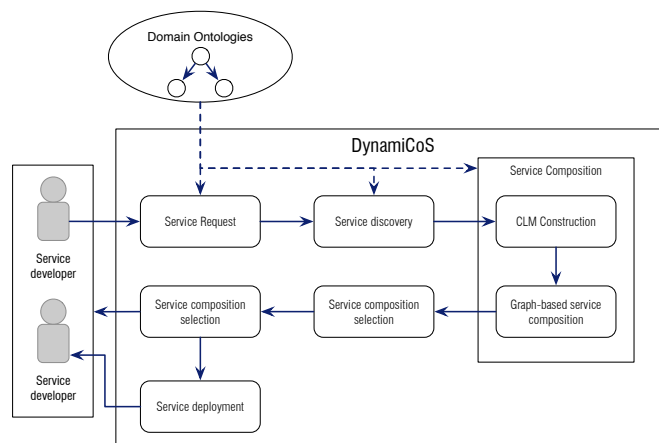 Domain Ontologies
DynamiCoS
Service Composition
Service Request
Service discovery
CLM Construction
Service
developer
Service composition
selection
Service composition
selection
Graph-based service
composition
Service
developer
Service deployment